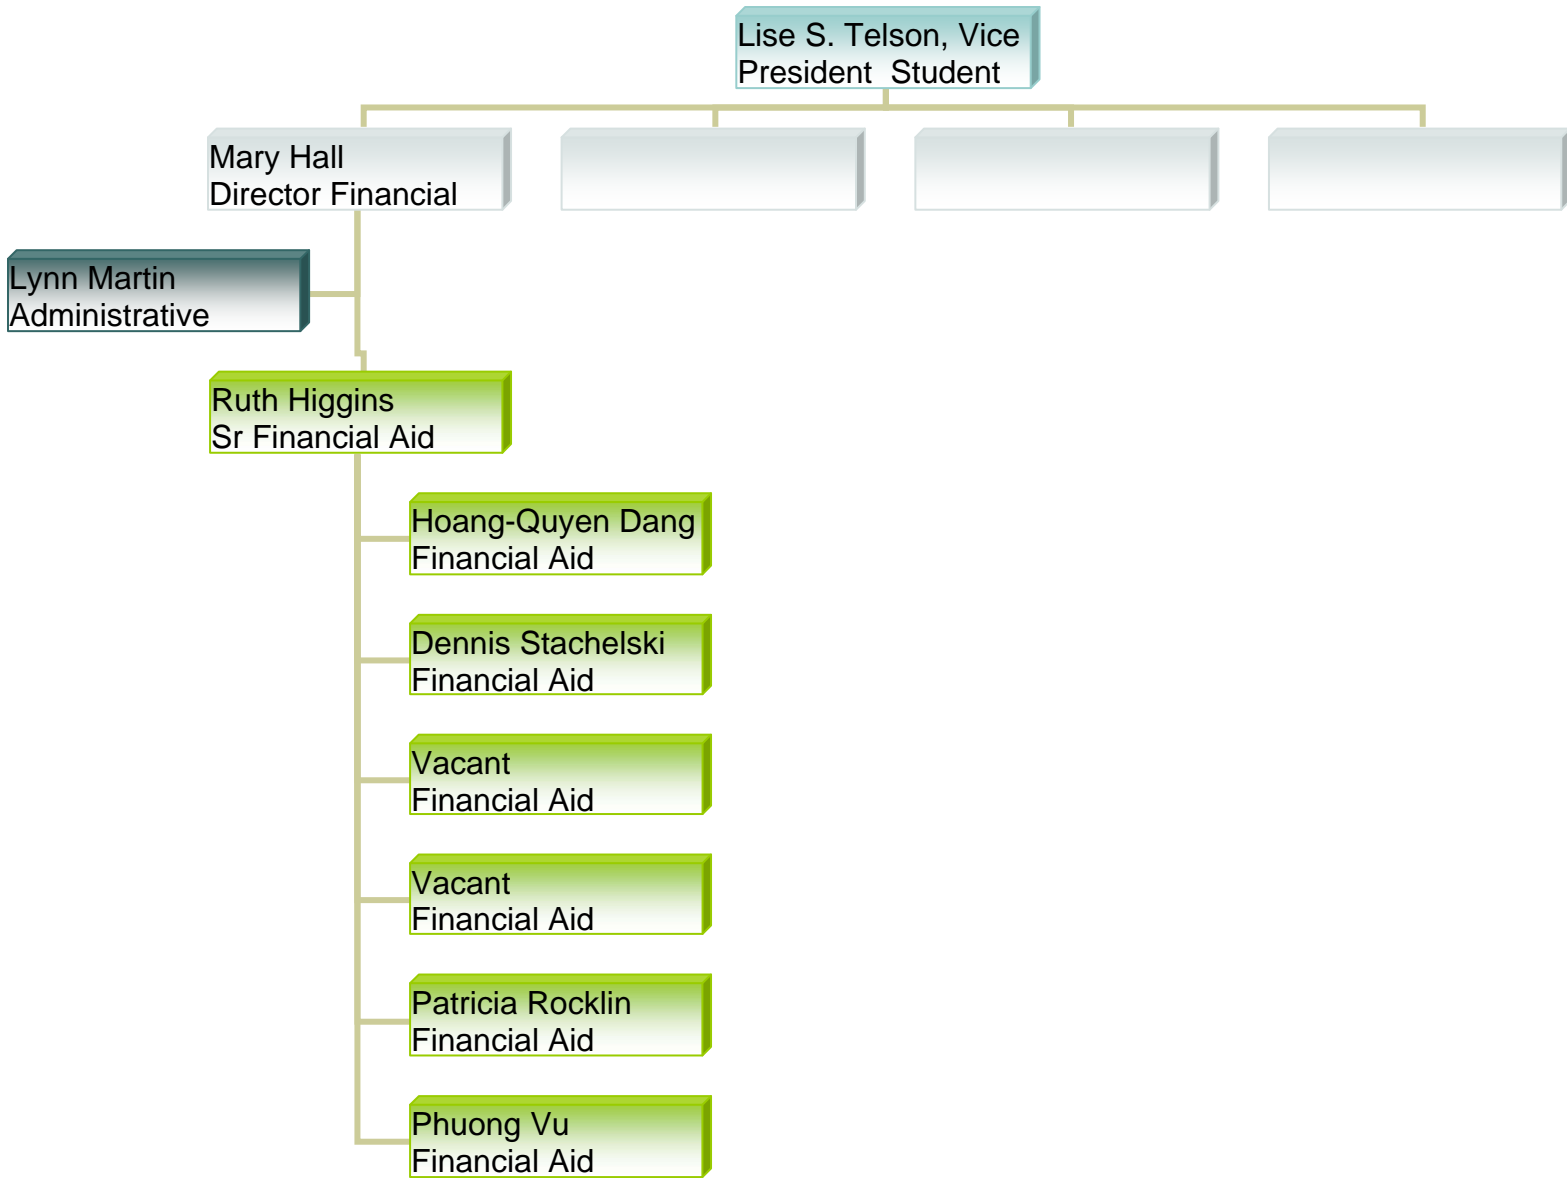 Lise S. Telson, Vice
President  Student
Mary Hall
Director Financial
Lynn Martin
Administrative
Ruth Higgins
Sr Financial Aid
Hoang-Quyen Dang
Financial Aid
Dennis Stachelski
Financial Aid
Vacant
Financial Aid
Vacant
Financial Aid
Patricia Rocklin
Financial Aid
Phuong Vu
Financial Aid